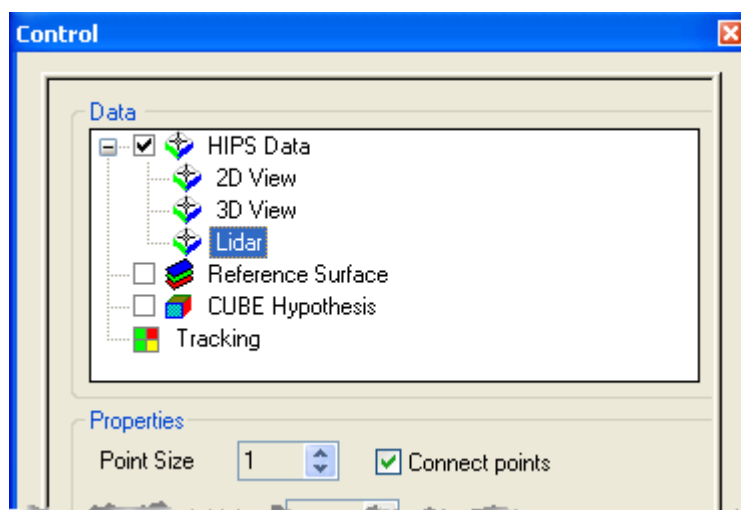 Control
Data
HIPS Data
2D View
3D View
Lidar
Reference Surface
CUBE Hypothesis
Tracking
Properties
Point Size 1 Connect points